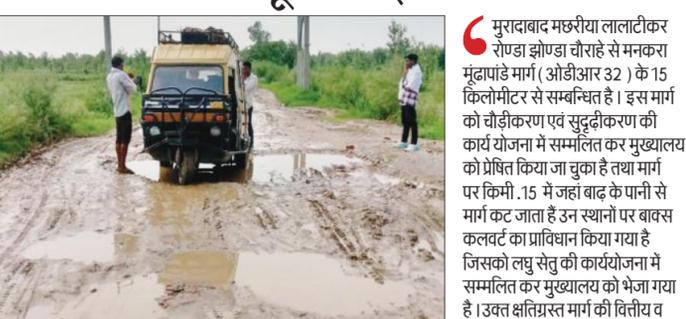 मुरादाबाद मछरीया लालाटीकर
रोण्डा झोण्डा चौराहे से मनकरा
मूंढापांडे मार्ग ( ओडीआर 32 ) के 15
किलोमीटर से सम्बन्धित है। इस मार्ग
को चौड़ीकरण एवं सुदृढ़ीकरण की
कार्य योजना में सम्मलित कर मुख्यालय
को प्रेषित किया जा चुका है तथा मार्ग
पर किमी .15 में जहां बाढ़ के पानी से
मार्ग कट जाता हैं उन स्थानों पर बाक्स
कलवर्ट का प्राविधान किया गया है
जिसको लघु सेतु की कार्ययोजना में
सम्मलित कर मुख्यालय को भेजा गया
है। उक्त क्षतिग्रस्त मार्ग की वित्तीय व